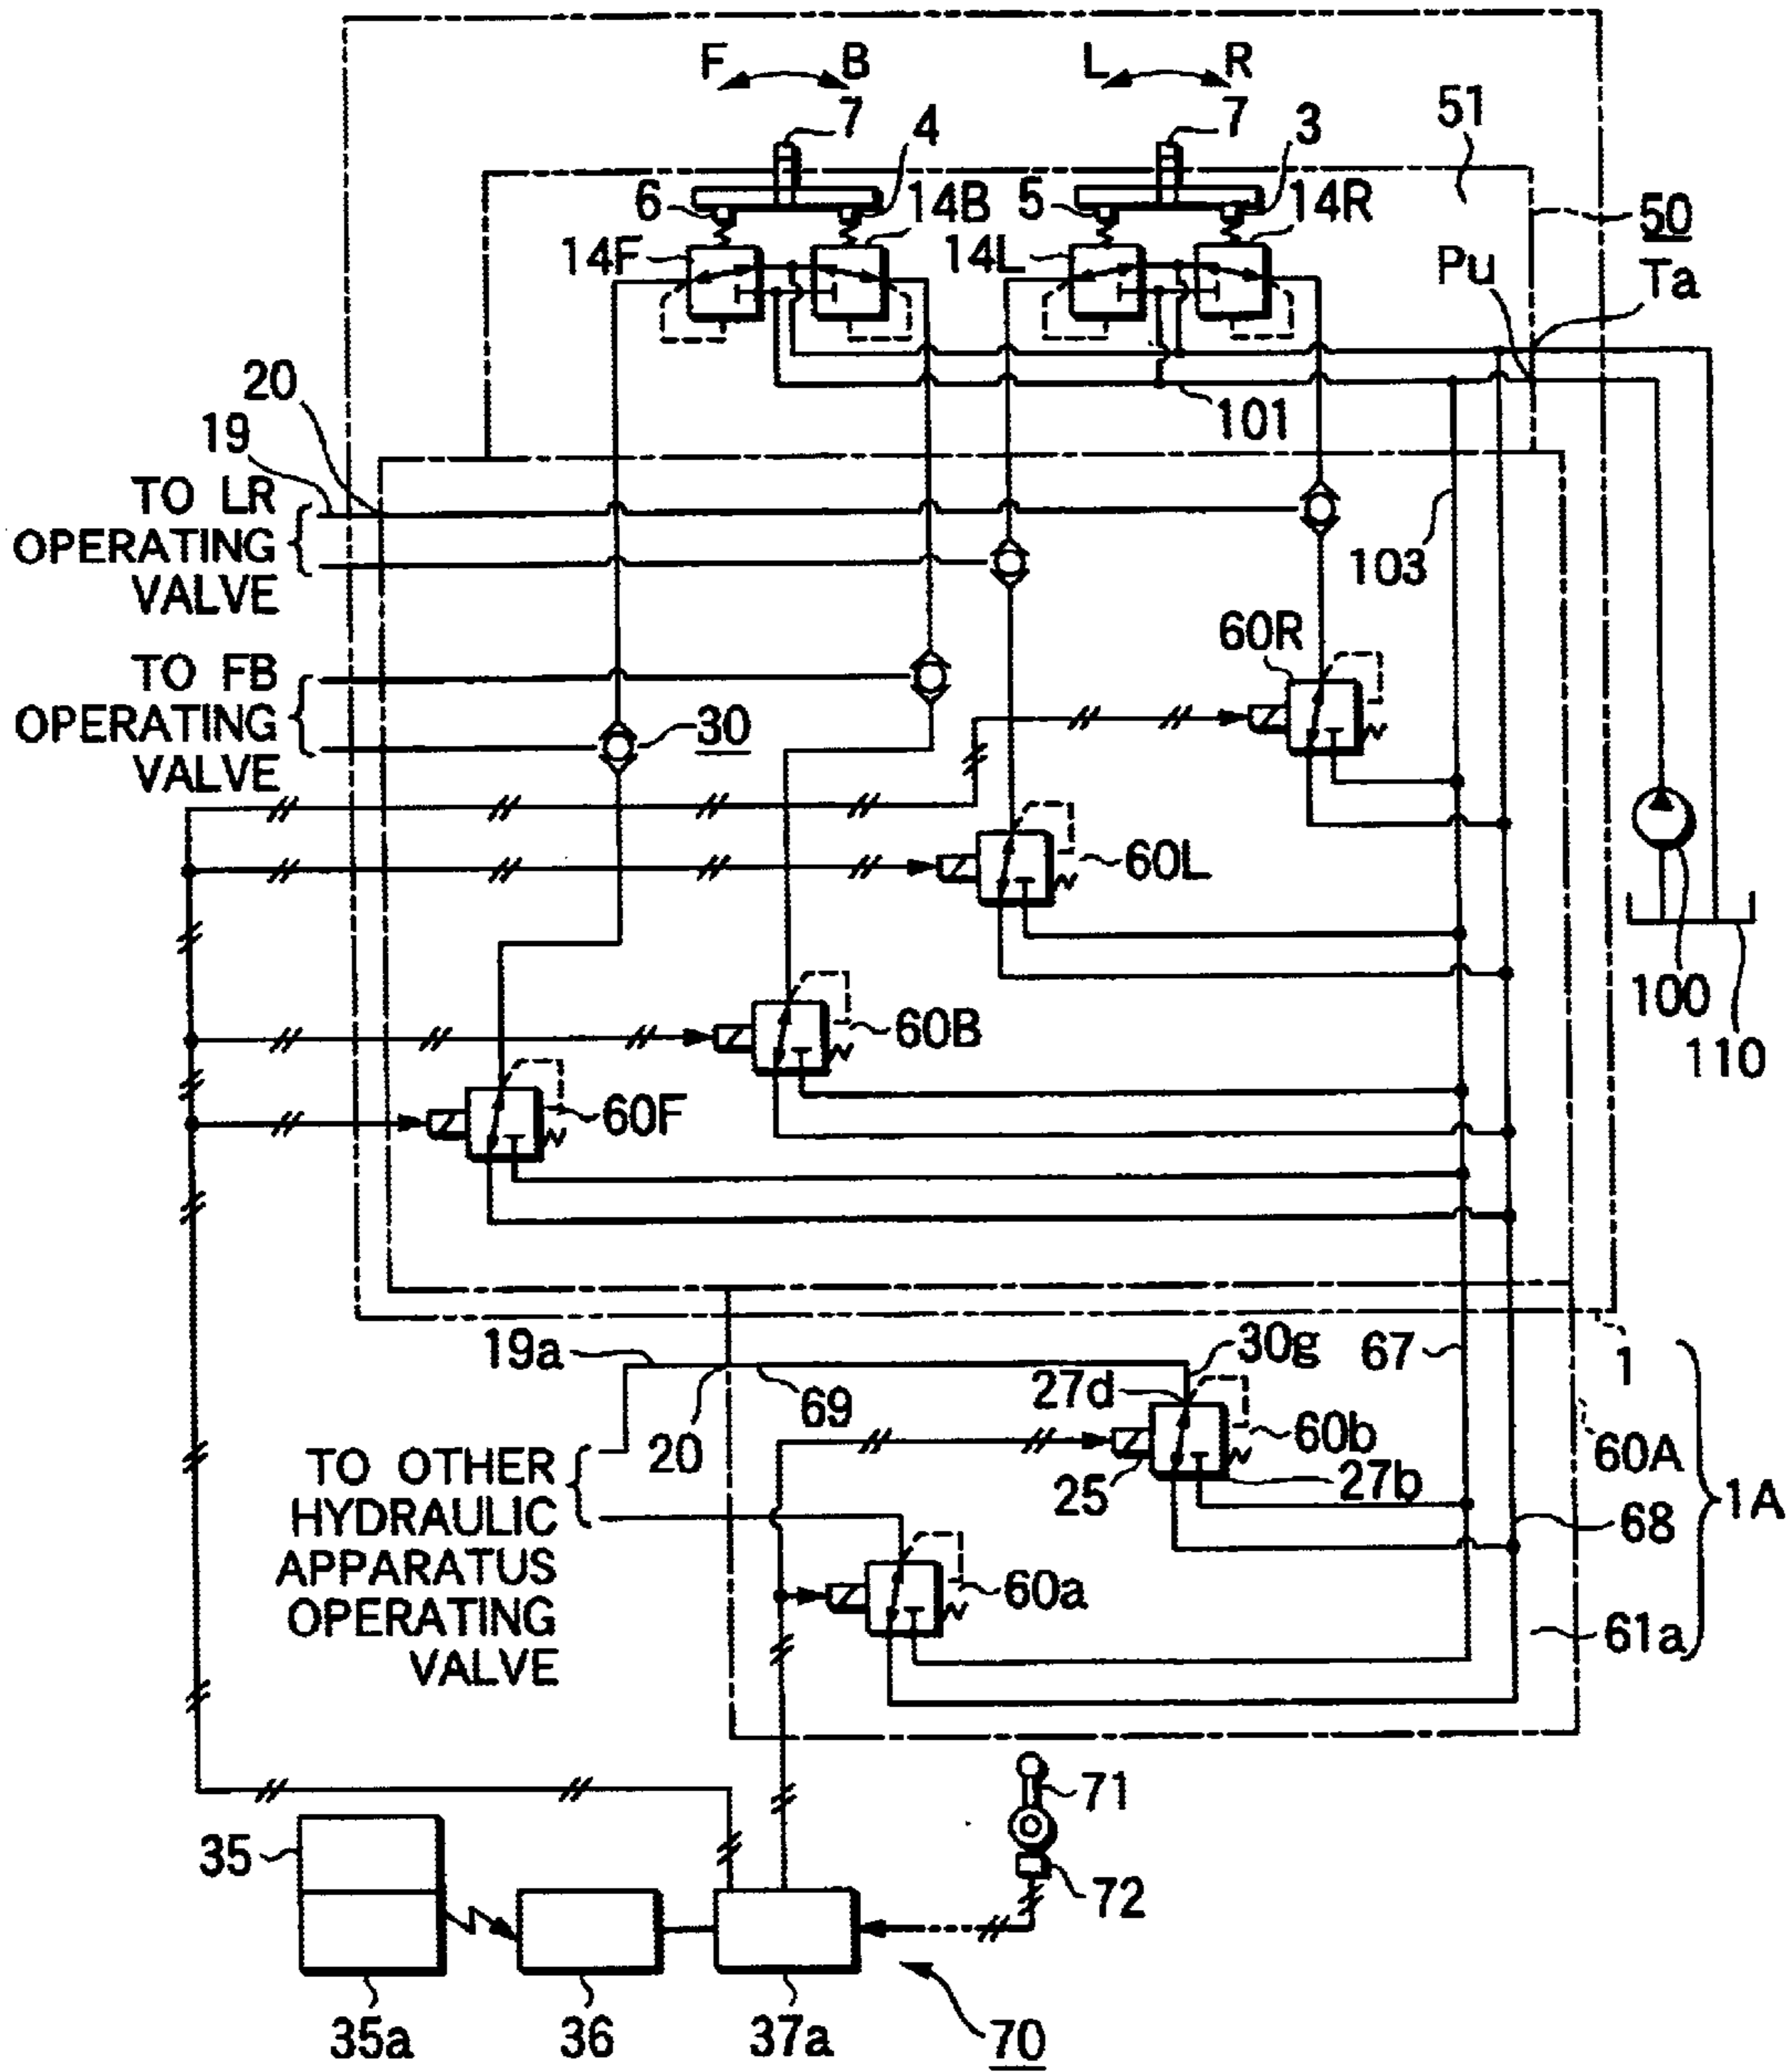 F B L R
7 4 7 3 51
6 14B 5 14R 50
14F 14L Pu Ta
20
19 101
TO LR
OPERATING
VALVE
103
60R
TO FB
OPERATING
VALVE
30
60L
100
60B
110
60F
19a 30g 67 1
27d
69
20 60b 60A
25 27b 1A
TO OTHER
HYDRAULIC
APPARATUS
OPERATING
VALVE
68
60a
61a
71
35
72
35a 36 37a 70